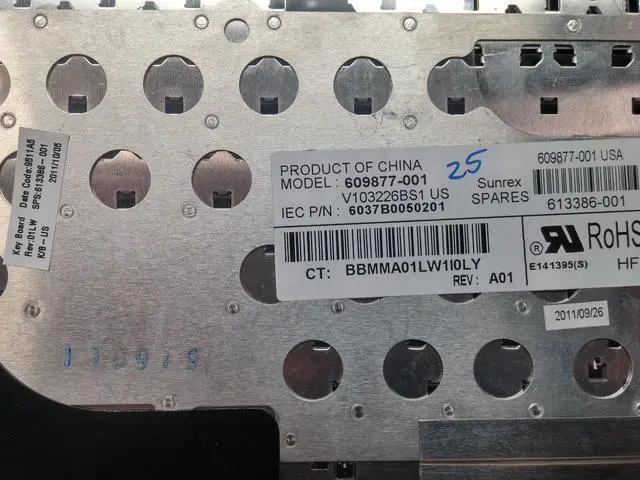 PRODUCT OF CHINA
MODEL : 609877-001
V103226BS1 US
IEC P/N : 6037B0050201
25
Sunrex
SPARES
609877-001 USA
613386-001
CT: BBMMA01LW1I0LY
REV: A01
RoHS
E141395(S)
HF
2011/09/26
Key Board Date Code:9511A5
SPS:613386-001
Rev:01LW 2011/10/05
K/B-US
110915